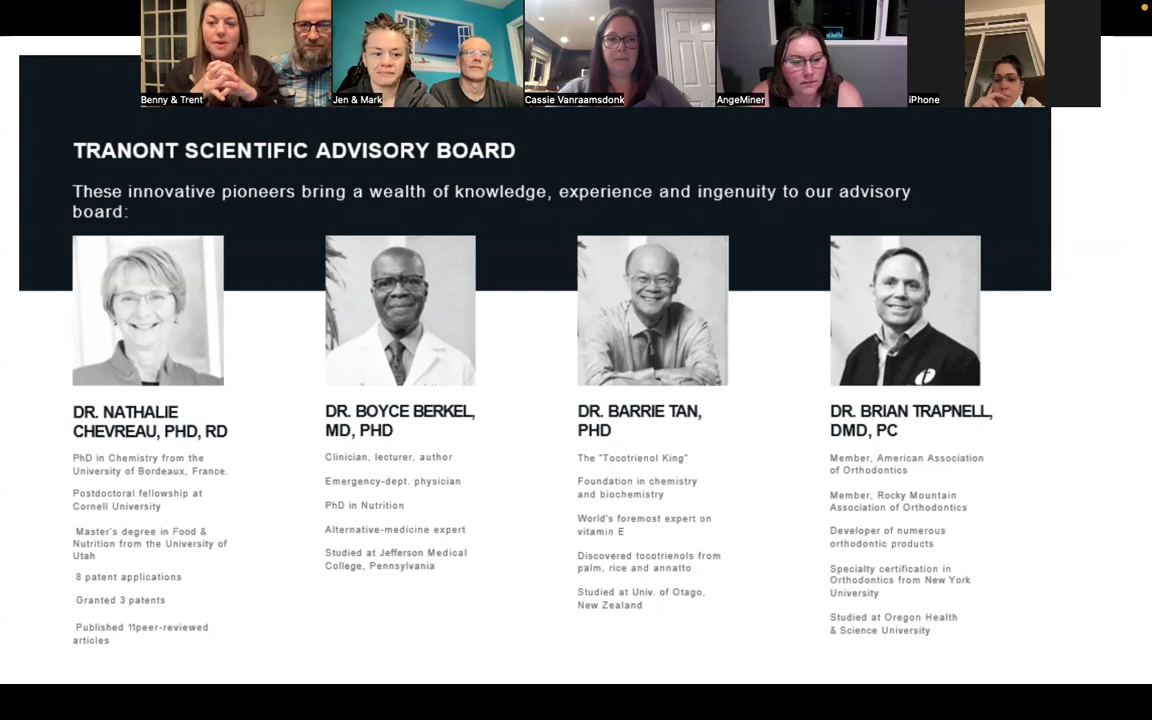 Benny & Trent
Jen & Mark
Cassie Vanraamsdonk
AngeMiner
iPhone
TRANONT SCIENTIFIC ADVISORY BOARD
These innovative pioneers bring a wealth of knowledge, experience and ingenuity to our advisory
board:
DR. NATHALIE
CHEVREAU, PHD, RD
PhD in Chemistry from the
University of Bordeaux, France.
Postdoctoral fellowship at
Cornell University
Master's degree in Food &
Nutrition from the University of
Utah
8 patent applications
Granted 3 patents
Published 11peer-reviewed
articles
DR. BOYCE BERKEL,
MD, PHD
Clinician, lecturer, author
Emergency-dept. physician
PhD in Nutrition
Alternative-medicine expert
Studied at Jefferson Medical
College, Pennsylvania
DR. BARRIE TAN,
PHD
The "Tocotrienol King"
Foundation in chemistry
and biochemistry
World's foremost expert on
vitamin E
Discovered tocotrienols from
palm, rice and annatto
Studied at Univ. of Otago,
New Zealand
DR. BRIAN TRAPNELL,
DMD, PC
Member, American Association
of Orthodontics
Member, Rocky Mountain
Association of Orthodontics
Developer of numerous
orthodontic products
Specialty certification in
Orthodontics from New York
University
Studied at Oregon Health
& Science University